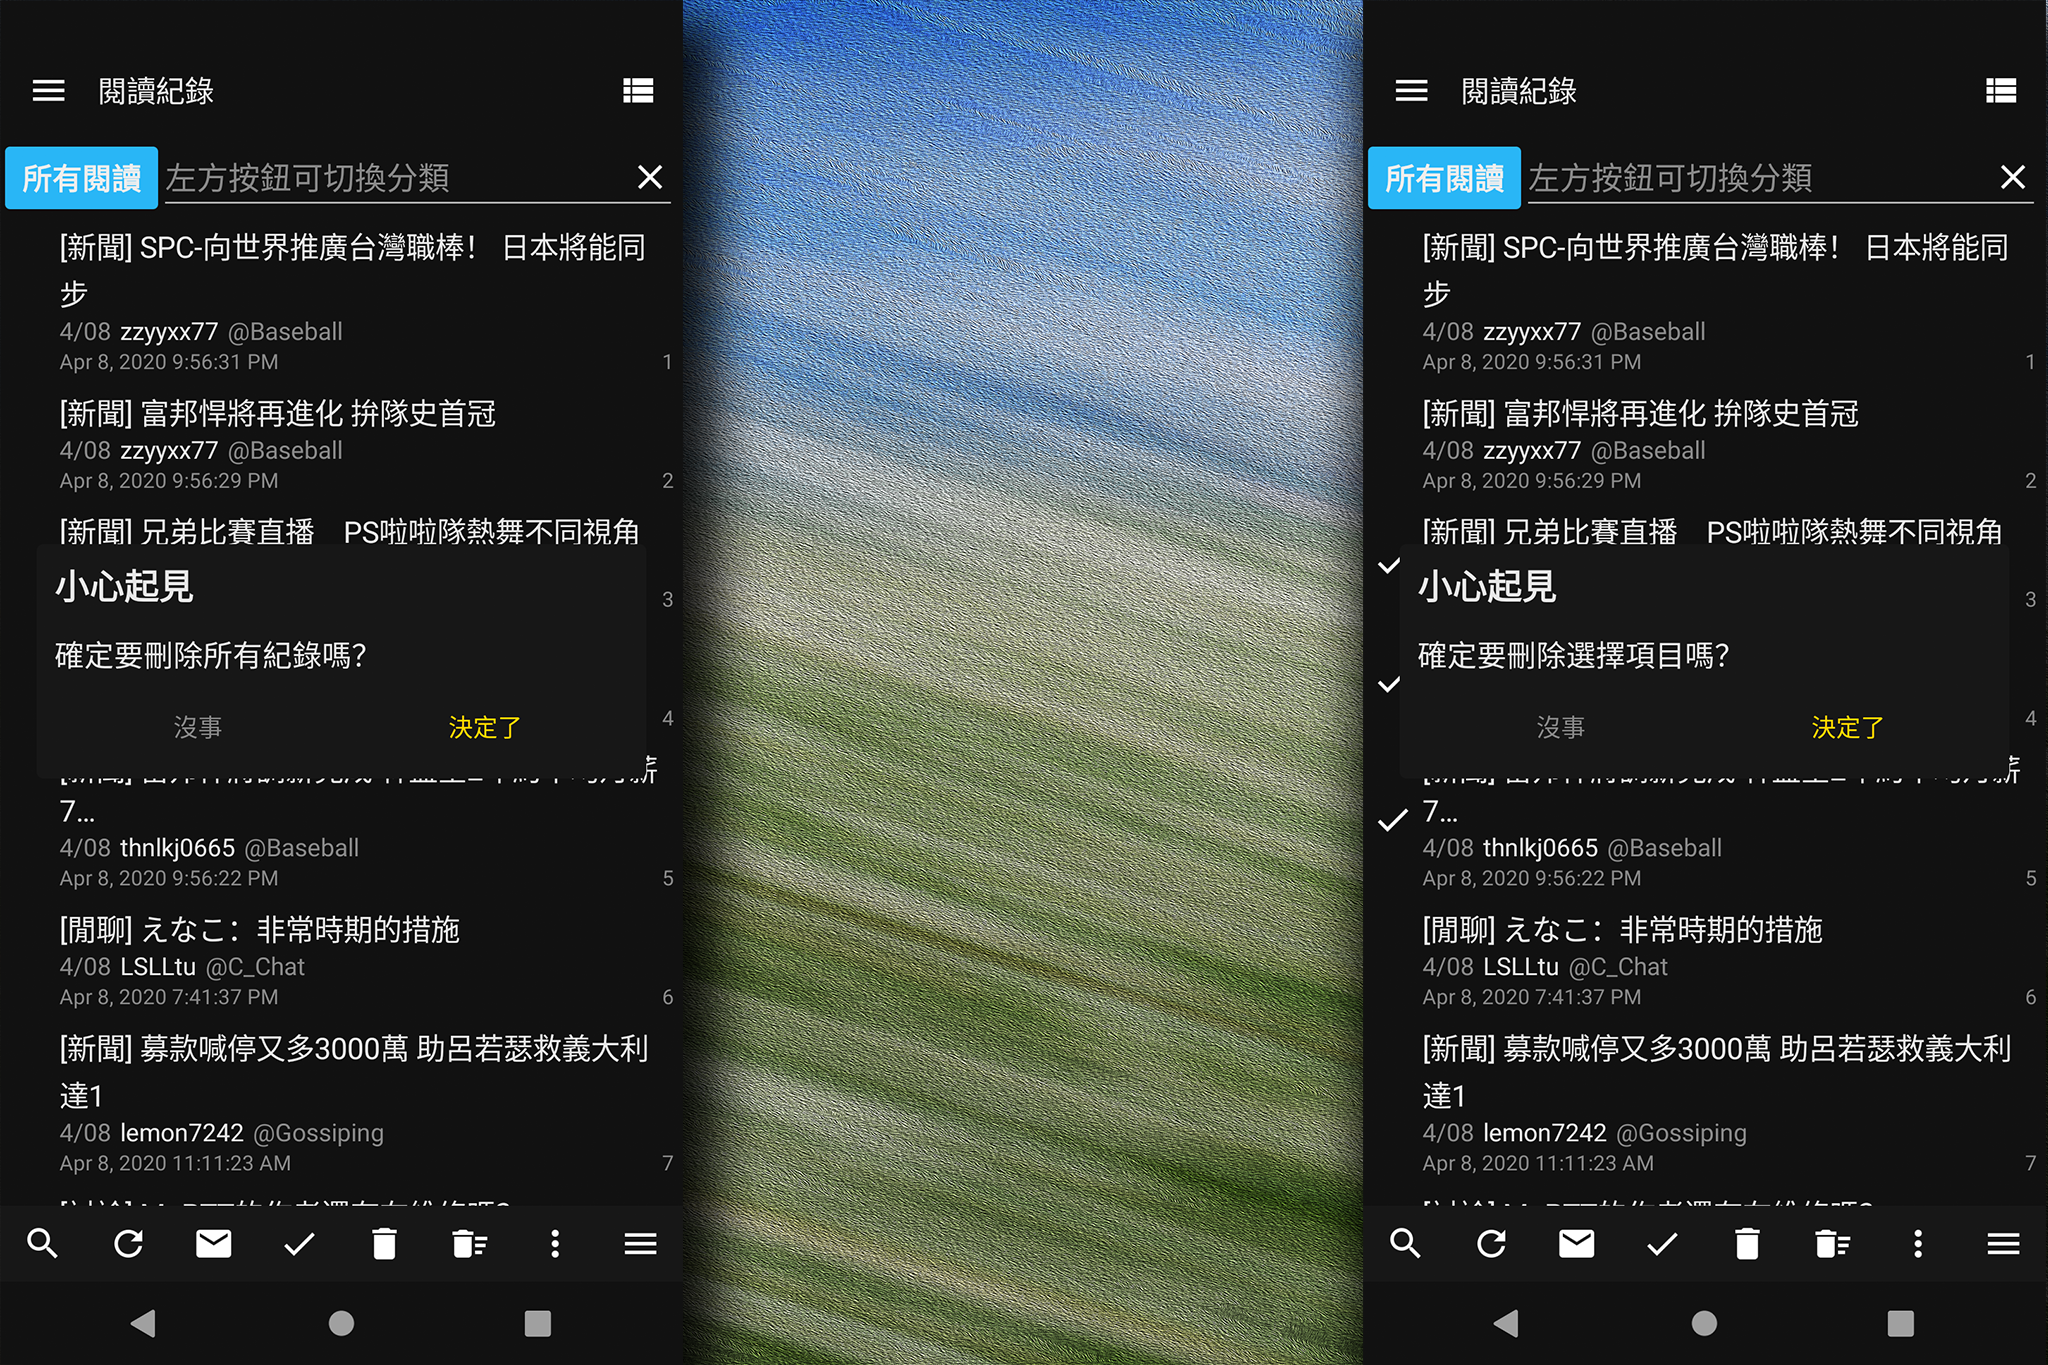 閱讀紀錄
所有閱讀 左方按鈕可切換分類
[新聞] SPC-向世界推廣台灣職棒！ 日本將能同
步
4/08 zzyyxx77 @Baseball
Apr 8, 2020 9:56:31 PM 1
[新聞] 富邦悍將再進化 拚隊史首冠
4/08 zzyyxx77 @Baseball
Apr 8, 2020 9:56:29 PM 2
[新聞] 兄弟比賽直播　PS啦啦隊熱舞不同視角
小心起見
3
確定要刪除所有紀錄嗎?
沒事 決定了 4
薪
7...
4/08 thnlkj0665 @Baseball
Apr 8, 2020 9:56:22 PM 5
[閒聊] えなこ：非常時期的措施
4/08 LSLLtu @C_Chat
Apr 8, 2020 7:41:37 PM 6
[新聞] 募款喊停又多3000萬 助呂若瑟救義大利
達1
4/08 lemon7242 @Gossiping
Apr 8, 2020 11:11:23 AM 7
閱讀紀錄
所有閱讀 左方按鈕可切換分類
[新聞] SPC-向世界推廣台灣職棒！ 日本將能同
步
4/08 zzyyxx77 @Baseball
Apr 8, 2020 9:56:31 PM 1
[新聞] 富邦悍將再進化 拚隊史首冠
4/08 zzyyxx77 @Baseball
Apr 8, 2020 9:56:29 PM 2
[新聞] 兄弟比賽直播　PS啦啦隊熱舞不同視角
小心起見
3
確定要刪除選擇項目嗎?
沒事 決定了 4
薪
7...
4/08 thnlkj0665 @Baseball
Apr 8, 2020 9:56:22 PM 5
[閒聊] えなこ：非常時期的措施
4/08 LSLLtu @C_Chat
Apr 8, 2020 7:41:37 PM 6
[新聞] 募款喊停又多3000萬 助呂若瑟救義大利
達1
4/08 lemon7242 @Gossiping
Apr 8, 2020 11:11:23 AM 7